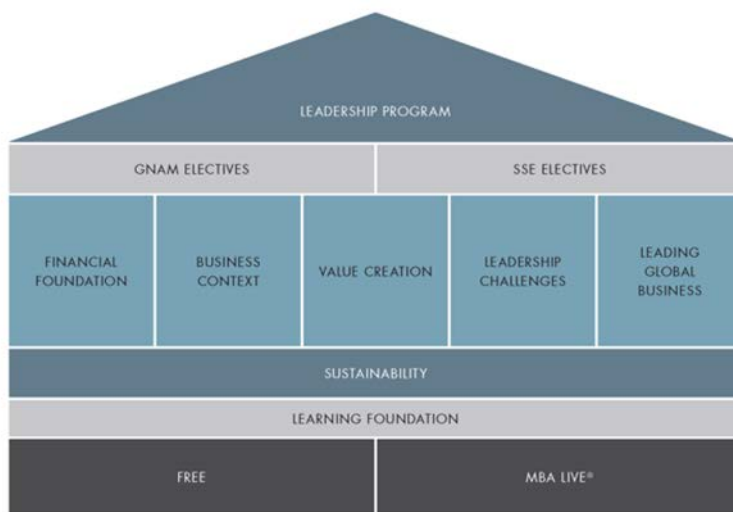 LEADERSHIP PROGRAM
GNAM ELECTIVES
SSE ELECTIVES
FINANCIAL
FOUNDATION
BUSINESS
CONTEXT
VALUE CREATION
LEADERSHIP
CHALLENGES
LEADING
GLOBAL
BUSINESS
SUSTAINABILITY
LEARNING FOUNDATION
FREE
MBA LIVE®